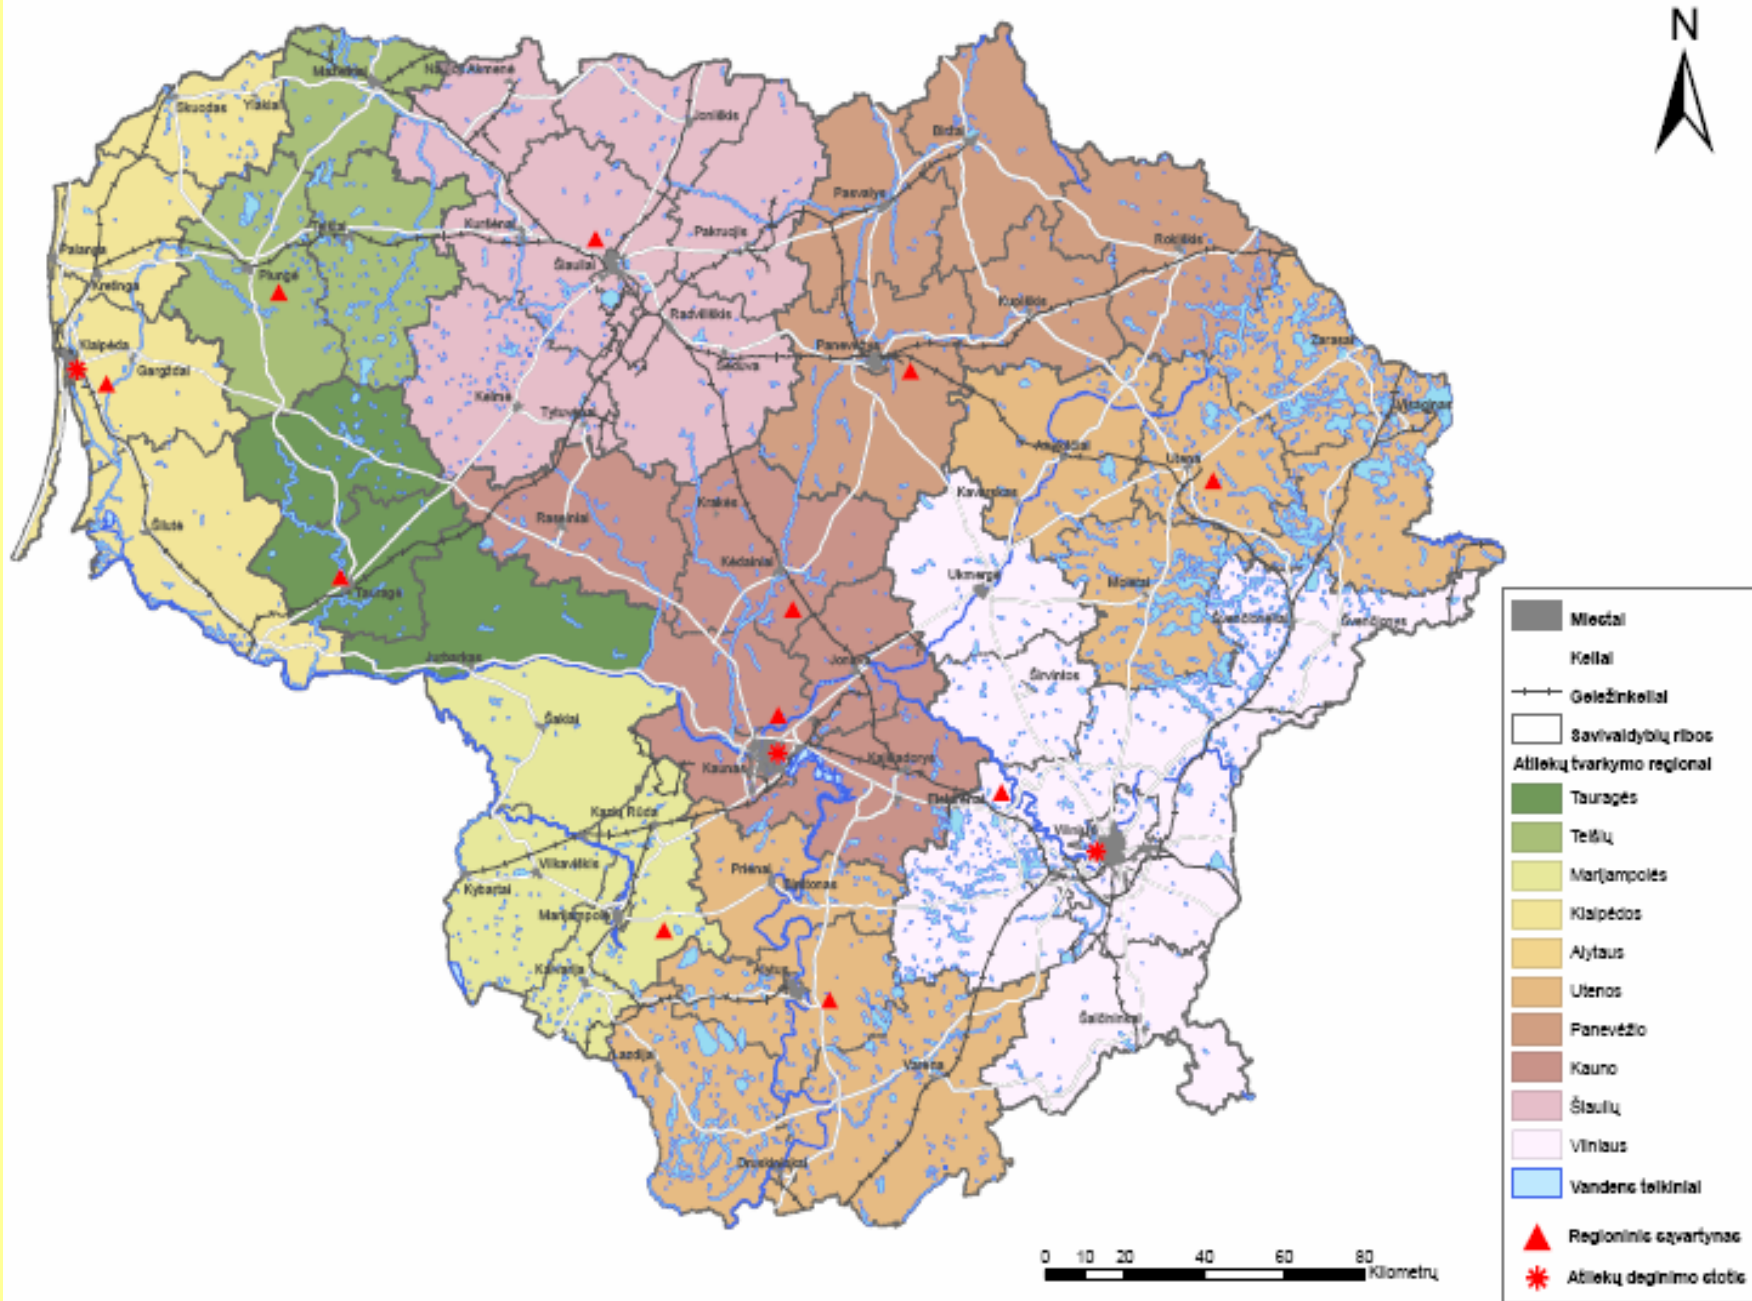 N
Mažeikiai
Naujoji Akmenė
Skuodas
Ylakiai
Joniškis
Biržai
Pasvalys
Palanga
Telšiai
Kuršėnai
Pakruojis
Rokiškis
Šiauliai
Plungė
Kretinga
Kupiškis
Radviliškis
Klaipėda
Gargždai
Panevėžys
Zarasai
Šeduva
Kelmė
Tytuvėnai
Visaginas
Anykščiai
Utena
Krakės
Kavarskas
Raseiniai
Šilutė
Kėdainiai
Ukmergė
Molėtai
Tauragė
Švenčionėliai
Švenčionys
Jurbarkas
Jonava
Širvintos
Šakiai
Kaunas
Kaišiadorys
Elektrėnai
Kazlų Rūda
Vilnius
Vilkaviškis
Kybartai
Prienai
Birštonas
Marijampolė
Kalvarija
Alytus
Šalčininkai
Lazdijai
Varėna
Druskininkai
Miestai
Keliai
Geležinkeliai
Savivaldybių ribos
Atliekų tvarkymo regionai
Tauragės
Telšių
Marijampolės
Klaipėdos
Alytaus
Utenos
Panevėžio
Kauno
Šiaulių
Vilniaus
Vandens telkiniai
Regioninis sąvartynas
Atliekų deginimo stotis
0 10 20 40 60 80
Kilometrų